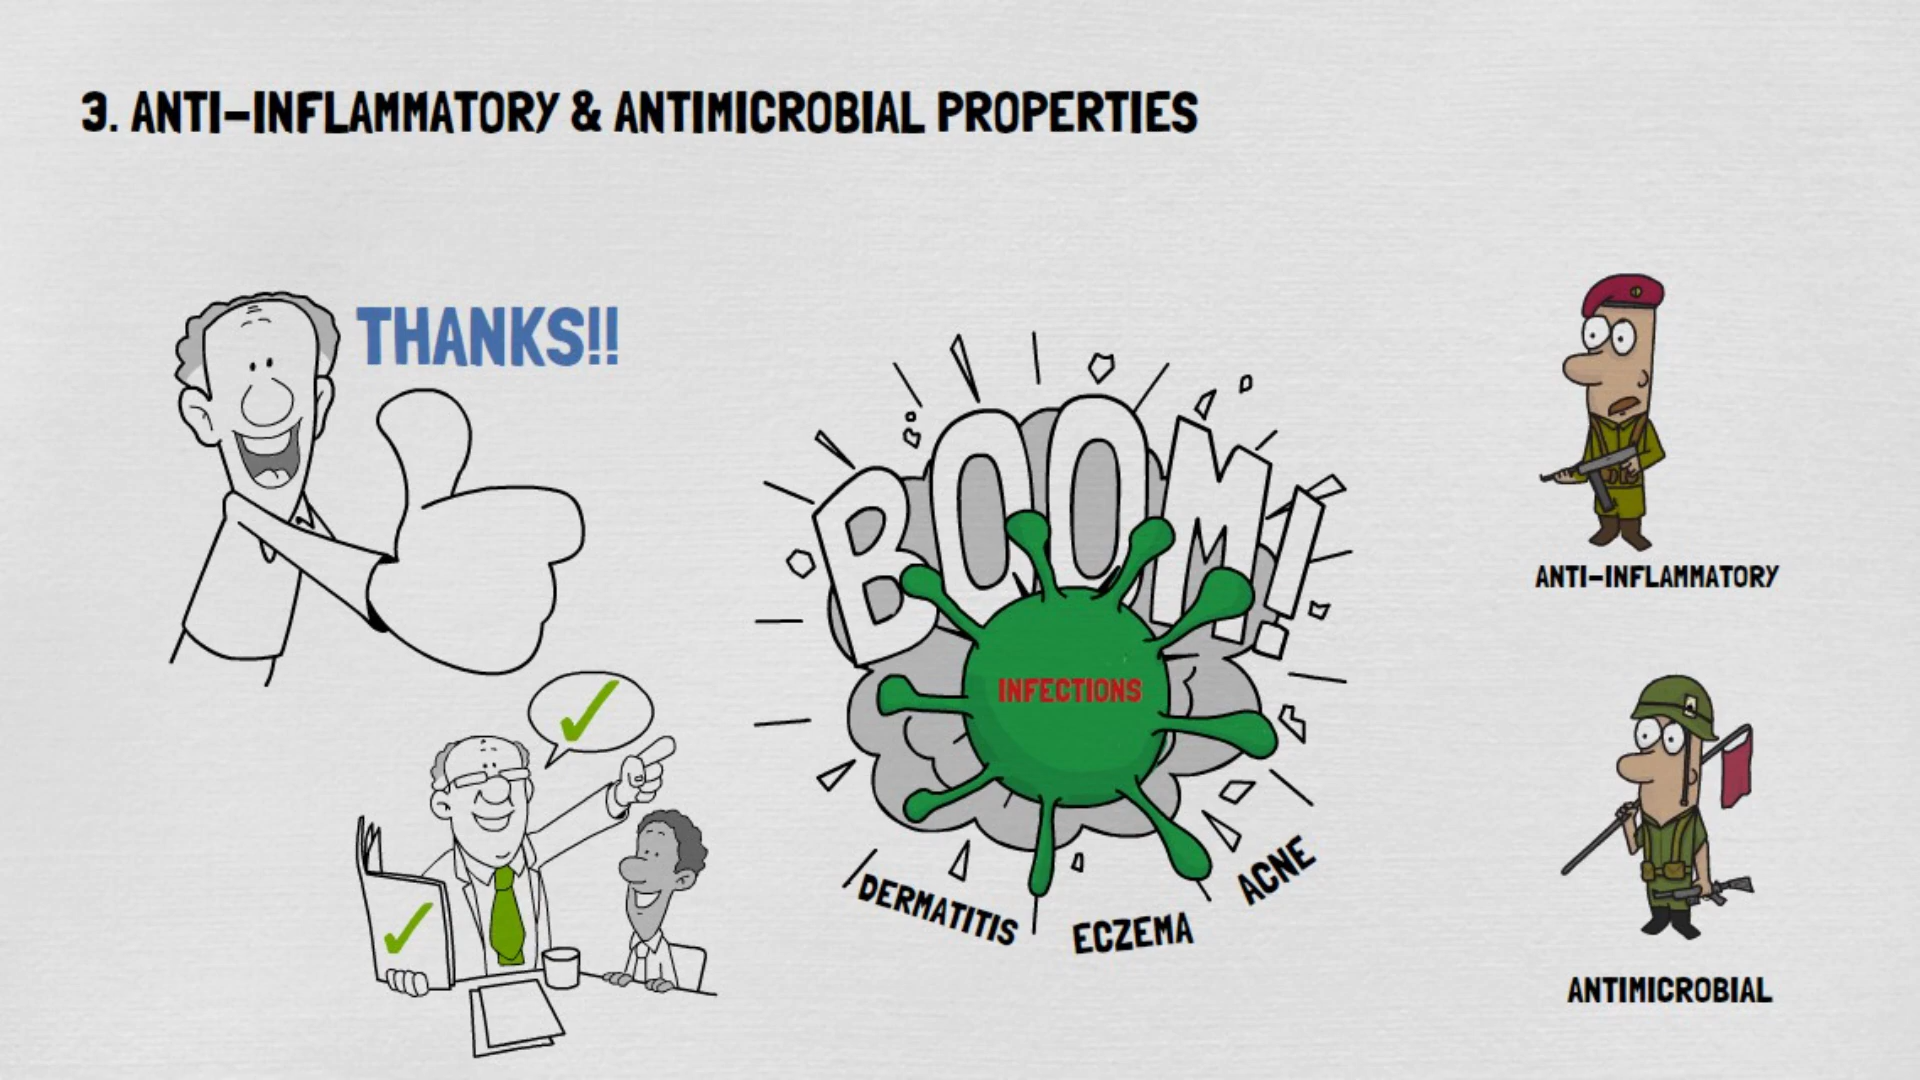 3. ANTI-INFLAMMATORY & ANTIMICROBIAL PROPERTIES
THANKS!!
BOOM!
INFECTIONS
DERMATITIS
ECZEMA
ACNE
ANTI-INFLAMMATORY
ANTIMICROBIAL